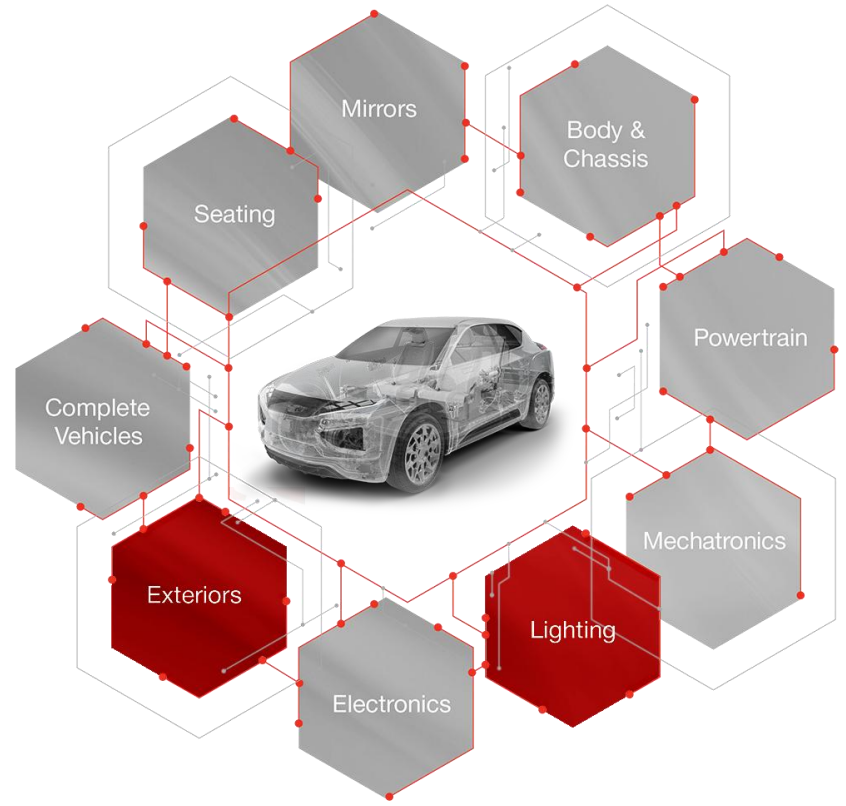 Mirrors
Body &
Chassis
Seating
Powertrain
Complete
Vehicles
Mechatronics
Exteriors
Lighting
Electronics